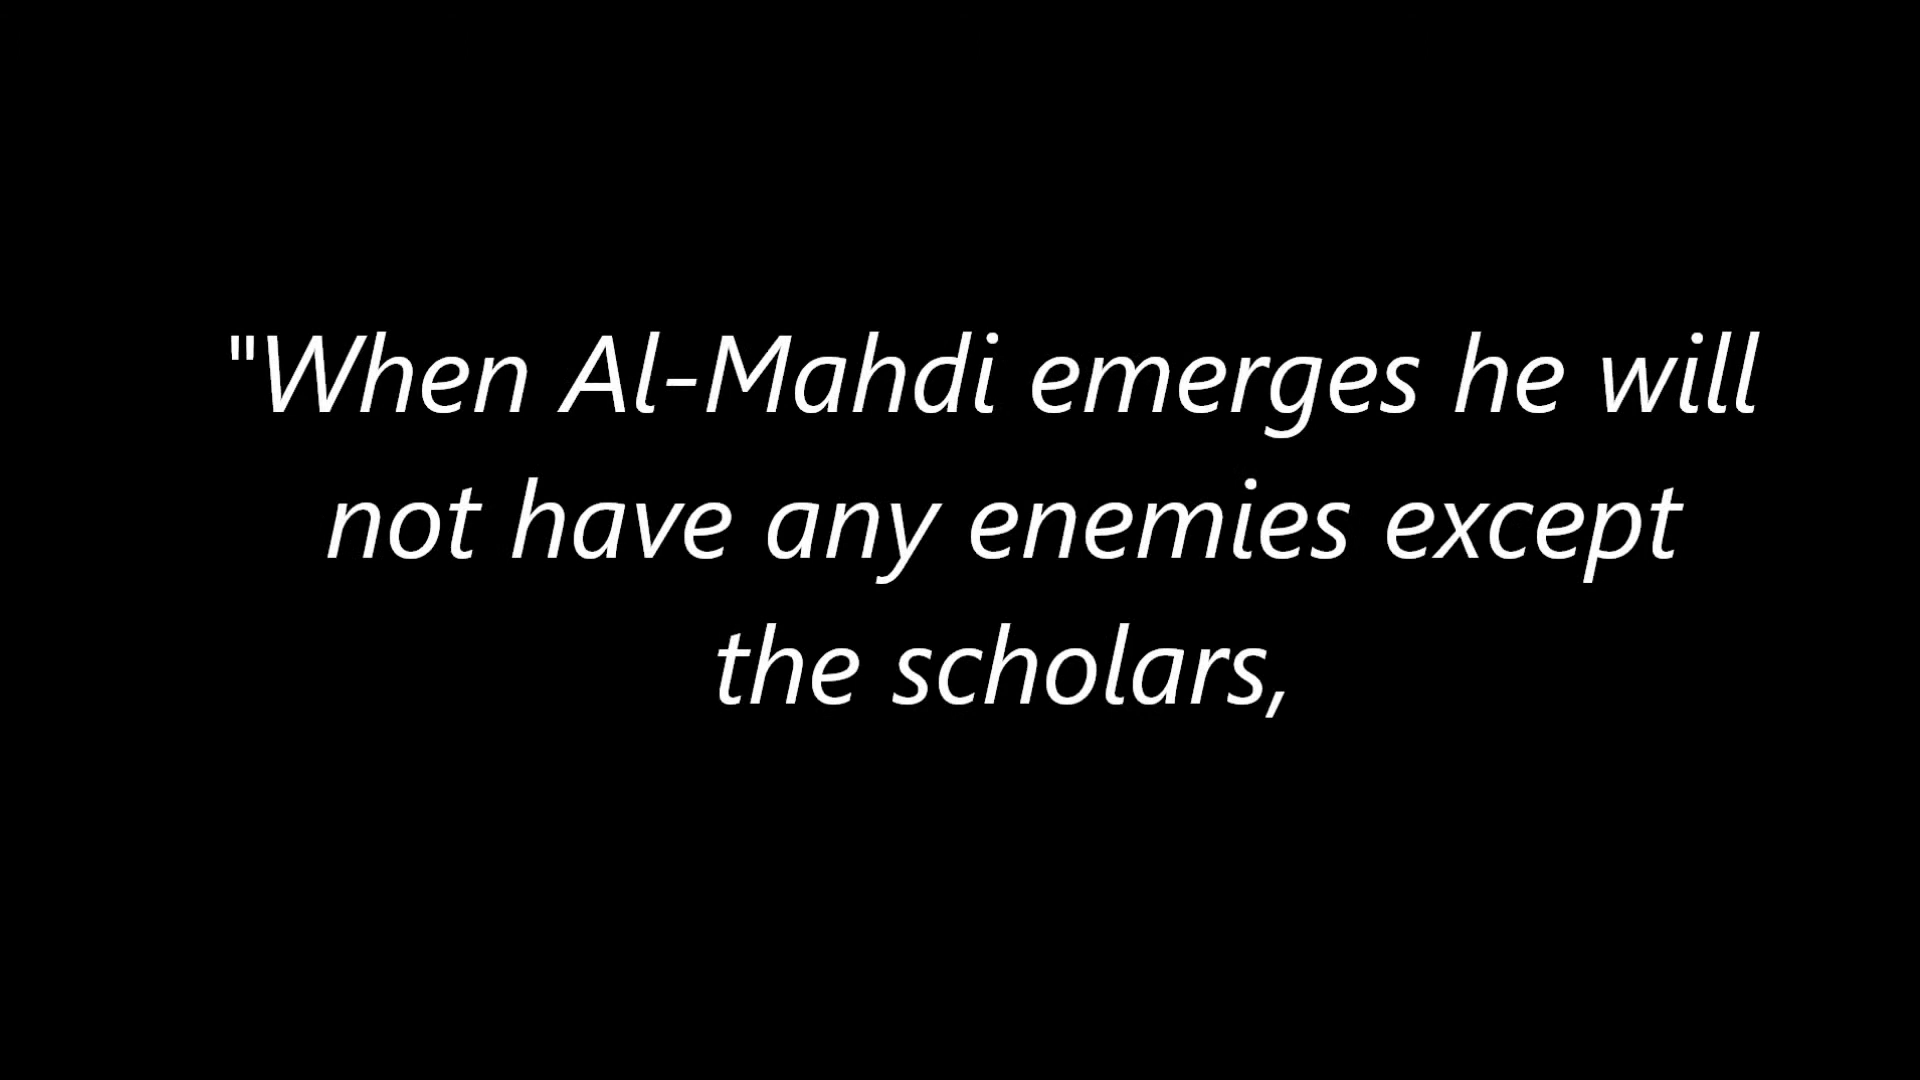 "When Al-Mahdi emerges he will
not have any enemies except
the scholars,